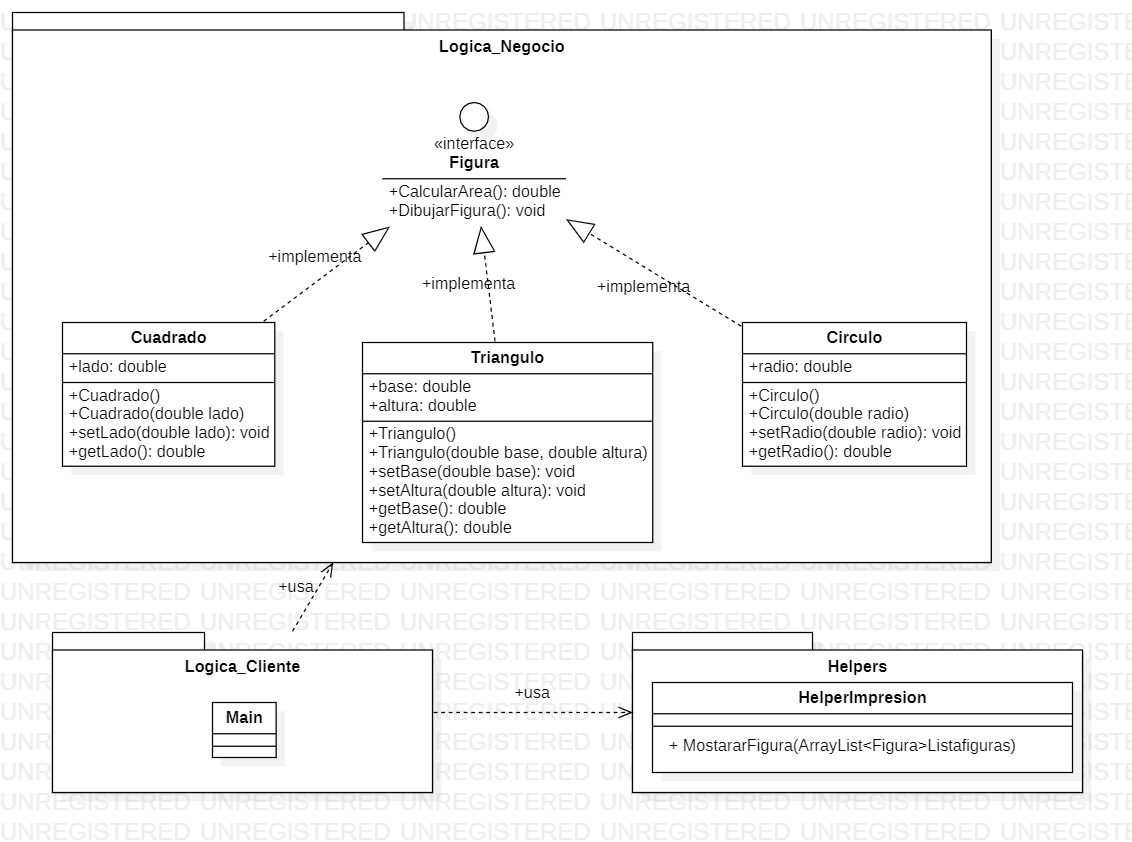 Logica_Negocio
«interface»
Figura
+CalcularArea(): double
+DibujarFigura(): void
+implementa
+implementa
+implementa
Cuadrado
+lado: double
+Cuadrado()
+Cuadrado(double lado)
+setLado(double lado): void
+getLado(): double
Triangulo
+base: double
+altura: double
+Triangulo()
+Triangulo(double base, double altura)
+setBase(double base): void
+setAltura(double altura): void
+getBase(): double
+getAltura(): double
Circulo
+radio: double
+Circulo()
+Circulo(double radio)
+setRadio(double radio): void
+getRadio(): double
+usa
Logica_Cliente
Main
+usa
Helpers
HelperImpresion
+ MostararFigura(ArrayList<Figura>Listafiguras)
UNREGISTERED UNREGISTERED UNREGISTERED UNREGISTERED UNREGISTERED